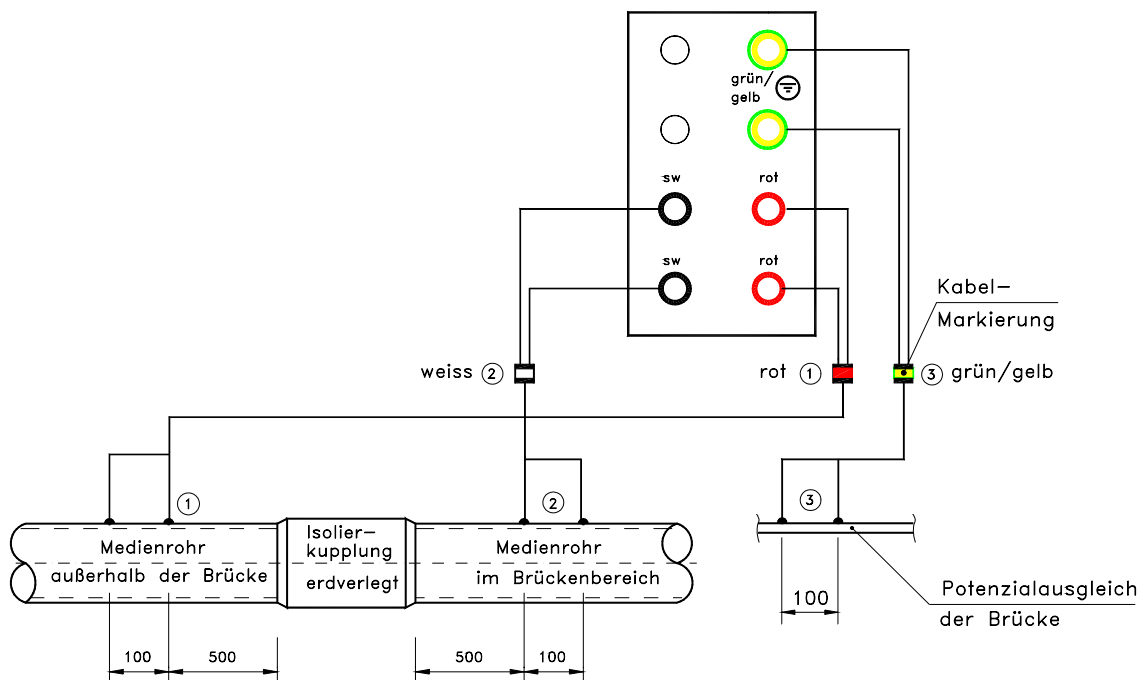 grün/
gelb
sw rot
sw rot
Kabel-
Markierung
weiss 2
rot 1
3 grün/gelb
1
2
3
Isolier-
kupplung
erdverlegt
Medienrohr
außerhalb der Brücke
Medienrohr
im Brückenbereich
100
Potenzialausgleich
der Brücke
100 500
500 100